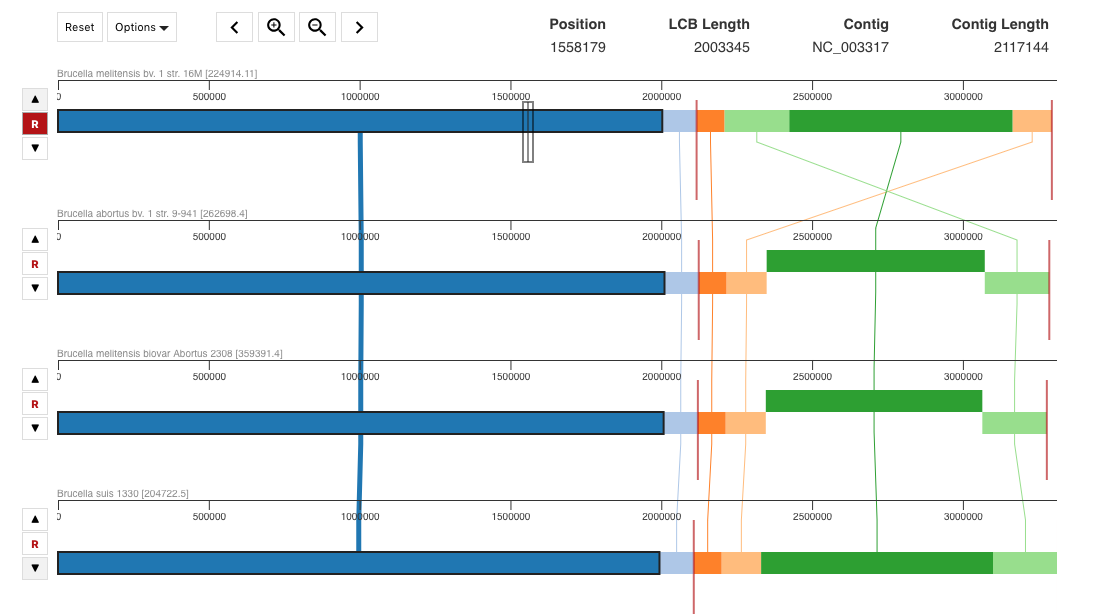 Reset Options Position LCB Length Contig Contig Length
1558179 2003345 NC_003317 2117144
Brucella melitensis bv. 1 str. 16M [224914.11]
0 500000 1000000 1500000 2000000 2500000 3000000
R
Brucella abortus bv. 1 str. 9-941 [262698.4]
0 500000 1000000 1500000 2000000 2500000 3000000
R
Brucella melitensis biovar Abortus 2308 [359391.4]
0 500000 1000000 1500000 2000000 2500000 3000000
R
Brucella suis 1330 [204722.5]
0 500000 1000000 1500000 2000000 2500000 3000000
R